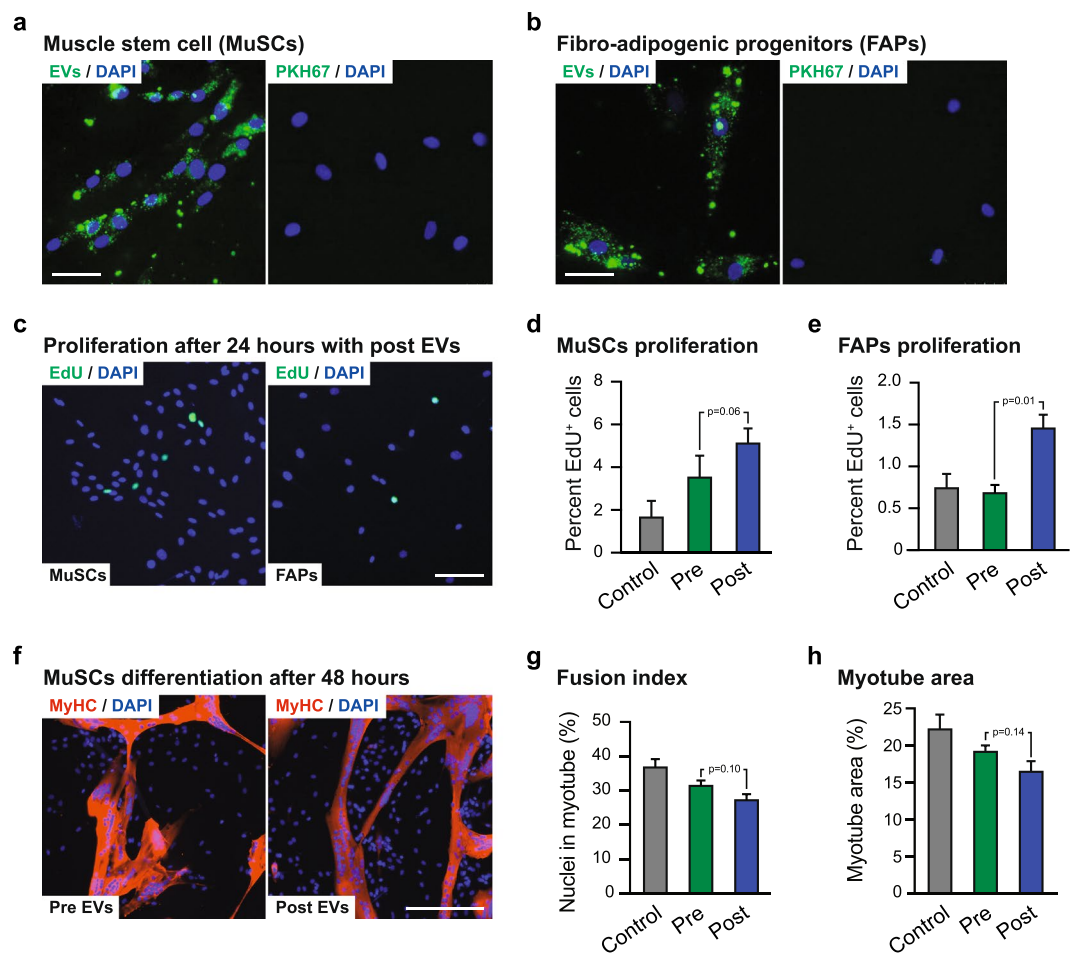 a
Muscle stem cell (MuSCs)
EVs / DAPI
PKH67 / DAPI
b
Fibro-adipogenic progenitors (FAPs)
EVs / DAPI
PKH67 / DAPI
c
Proliferation after 24 hours with post EVs
EdU / DAPI
EdU / DAPI
MuSCs
FAPs
d
MuSCs proliferation
Percent EdU⁺ cells
8
6
4
2
0
p=0.06
Control
Pre
Post
e
FAPs proliferation
Percent EdU⁺ cells
2.0
1.5
1.0
0.5
0
p=0.01
Control
Pre
Post
f
MuSCs differentiation after 48 hours
MyHC / DAPI
MyHC / DAPI
Pre EVs
Post EVs
g
Fusion index
Nuclei in myotube (%)
50
40
30
20
10
0
p=0.10
Control
Pre
Post
h
Myotube area
Myotube area (%)
25
20
15
10
5
0
p=0.14
Control
Pre
Post